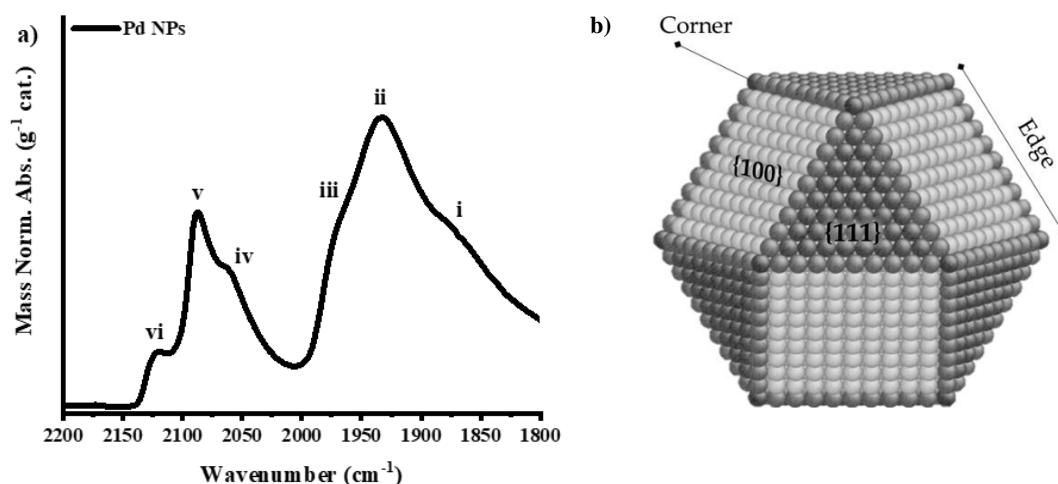 a)
Pd NPs
Mass Norm. Abs. (g⁻¹ cat.)
vi
v
iv
iii
ii
i
2200 2150 2100 2050 2000 1950 1900 1850 1800
Wavenumber (cm⁻¹)
b)
Corner
Edge
{100}
{111}